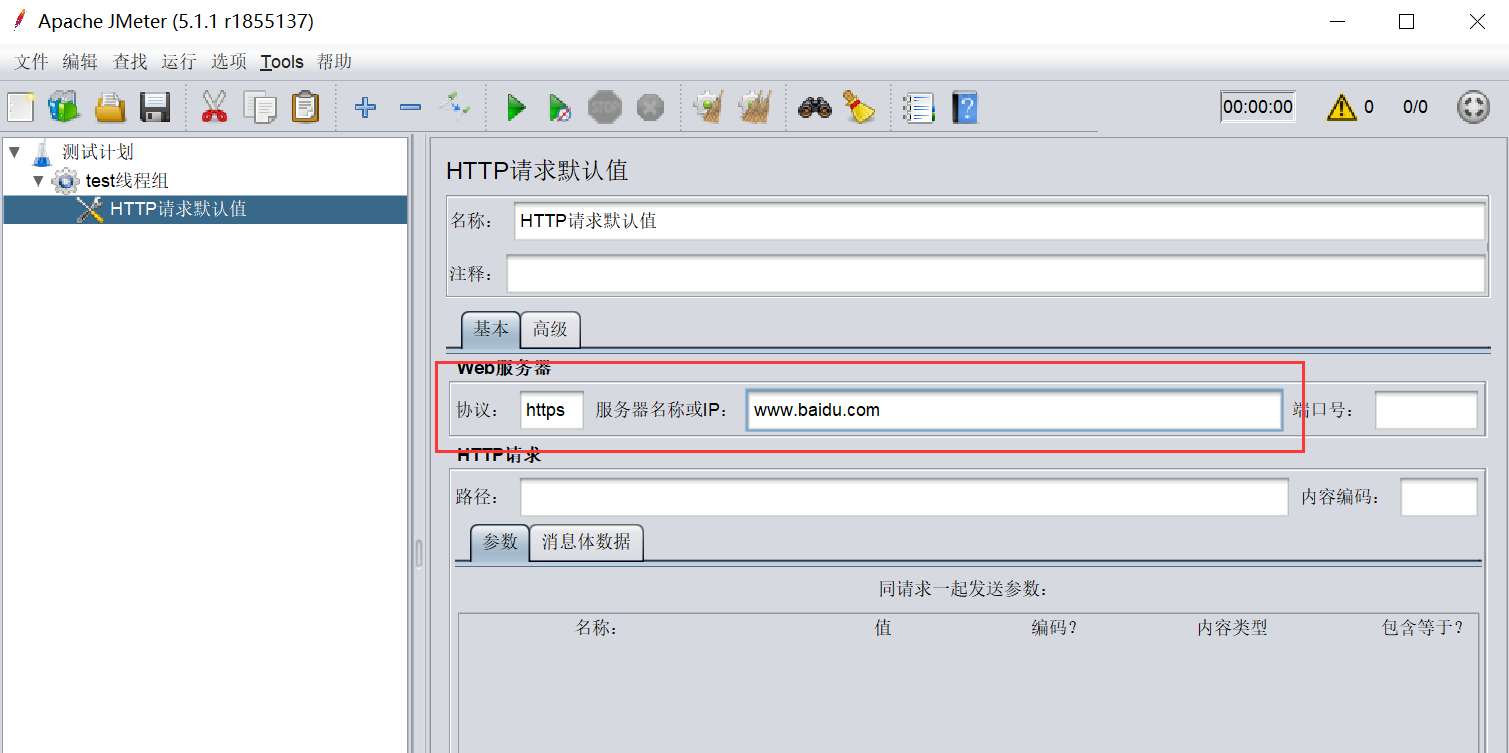 Apache JMeter (5.1.1 r1855137)
文件 编辑 查找 运行 选项 Tools 帮助
STOP ? 00:00:00 0 0/0
测试计划
test线程组
HTTP请求默认值
HTTP请求默认值
名称： HTTP请求默认值
注释：
基本 高级
Web服务器
协议： https 服务器名称或IP： www.baidu.com 端口号：
HTTP请求
路径： 内容编码：
参数 消息体数据
同请求一起发送参数：
名称： 值 编码？ 内容类型 包含等于？